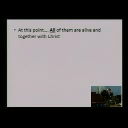 • At this point... All of them are alive and
together with Christ